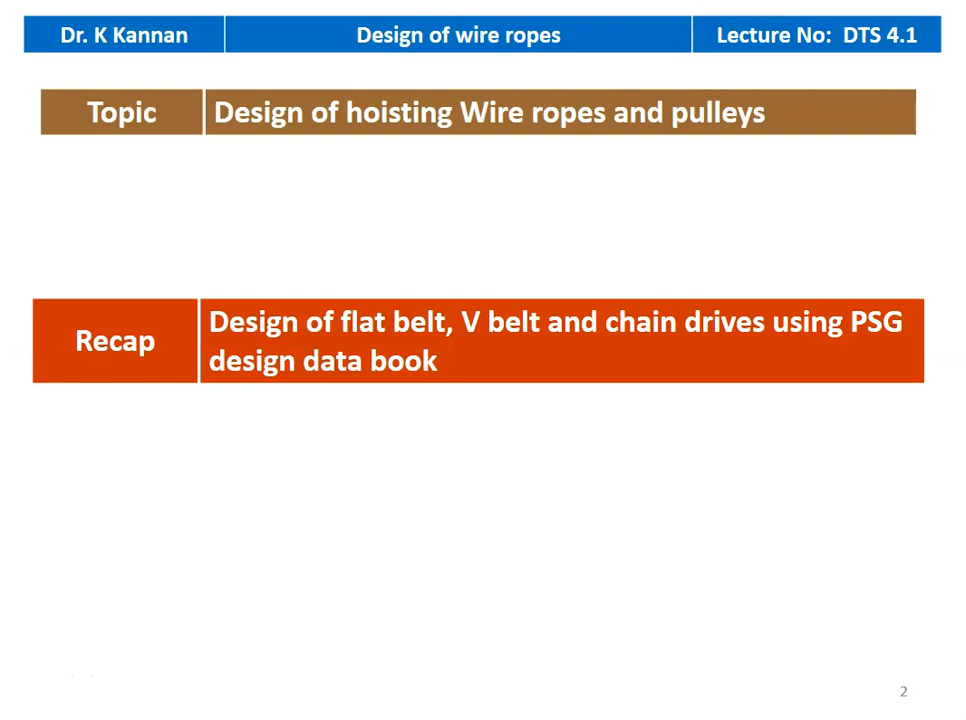 Dr. K Kannan Design of wire ropes Lecture No: DTS 4.1
Topic Design of hoisting Wire ropes and pulleys
Recap Design of flat belt, V belt and chain drives using PSG
design data book
2